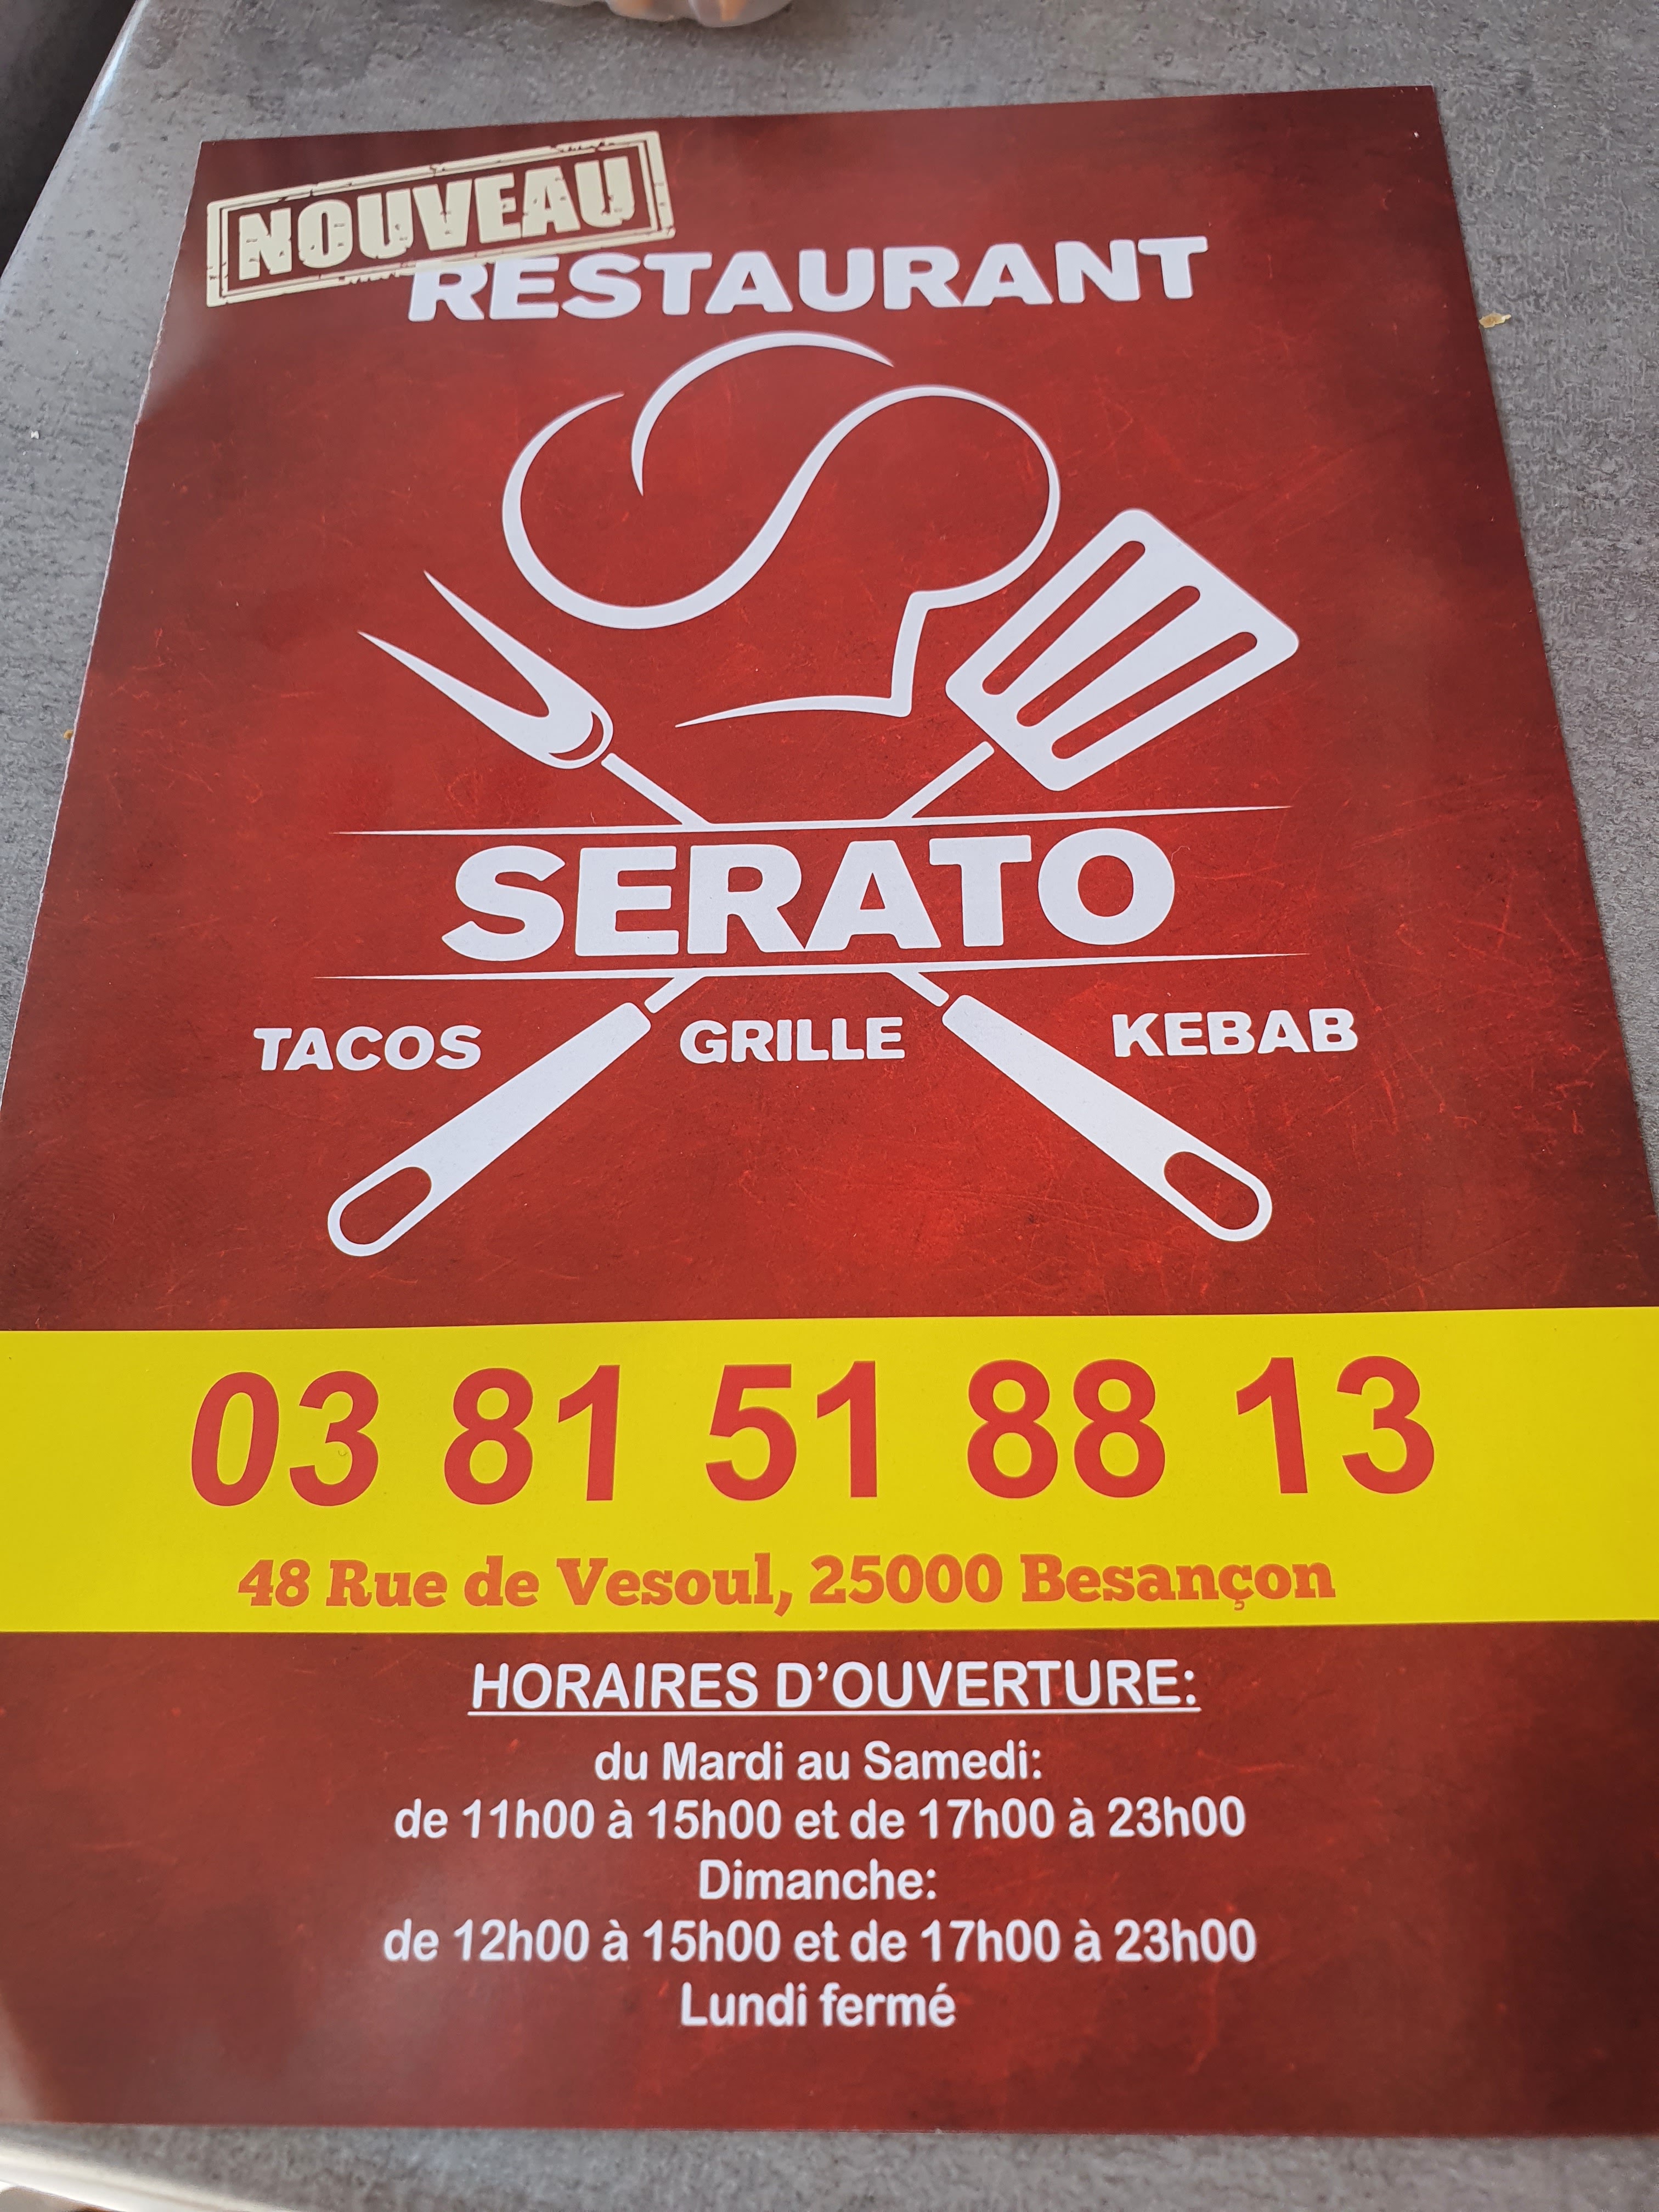 NOUVEAU
RESTAURANT
SERATO
TACOS GRILLE KEBAB
03 81 51 88 13
48 Rue de Vesoul, 25000 Besançon
HORAIRES D'OUVERTURE:
du Mardi au Samedi:
de 11h00 à 15h00 et de 17h00 à 23h00
Dimanche:
de 12h00 à 15h00 et de 17h00 à 23h00
Lundi fermé